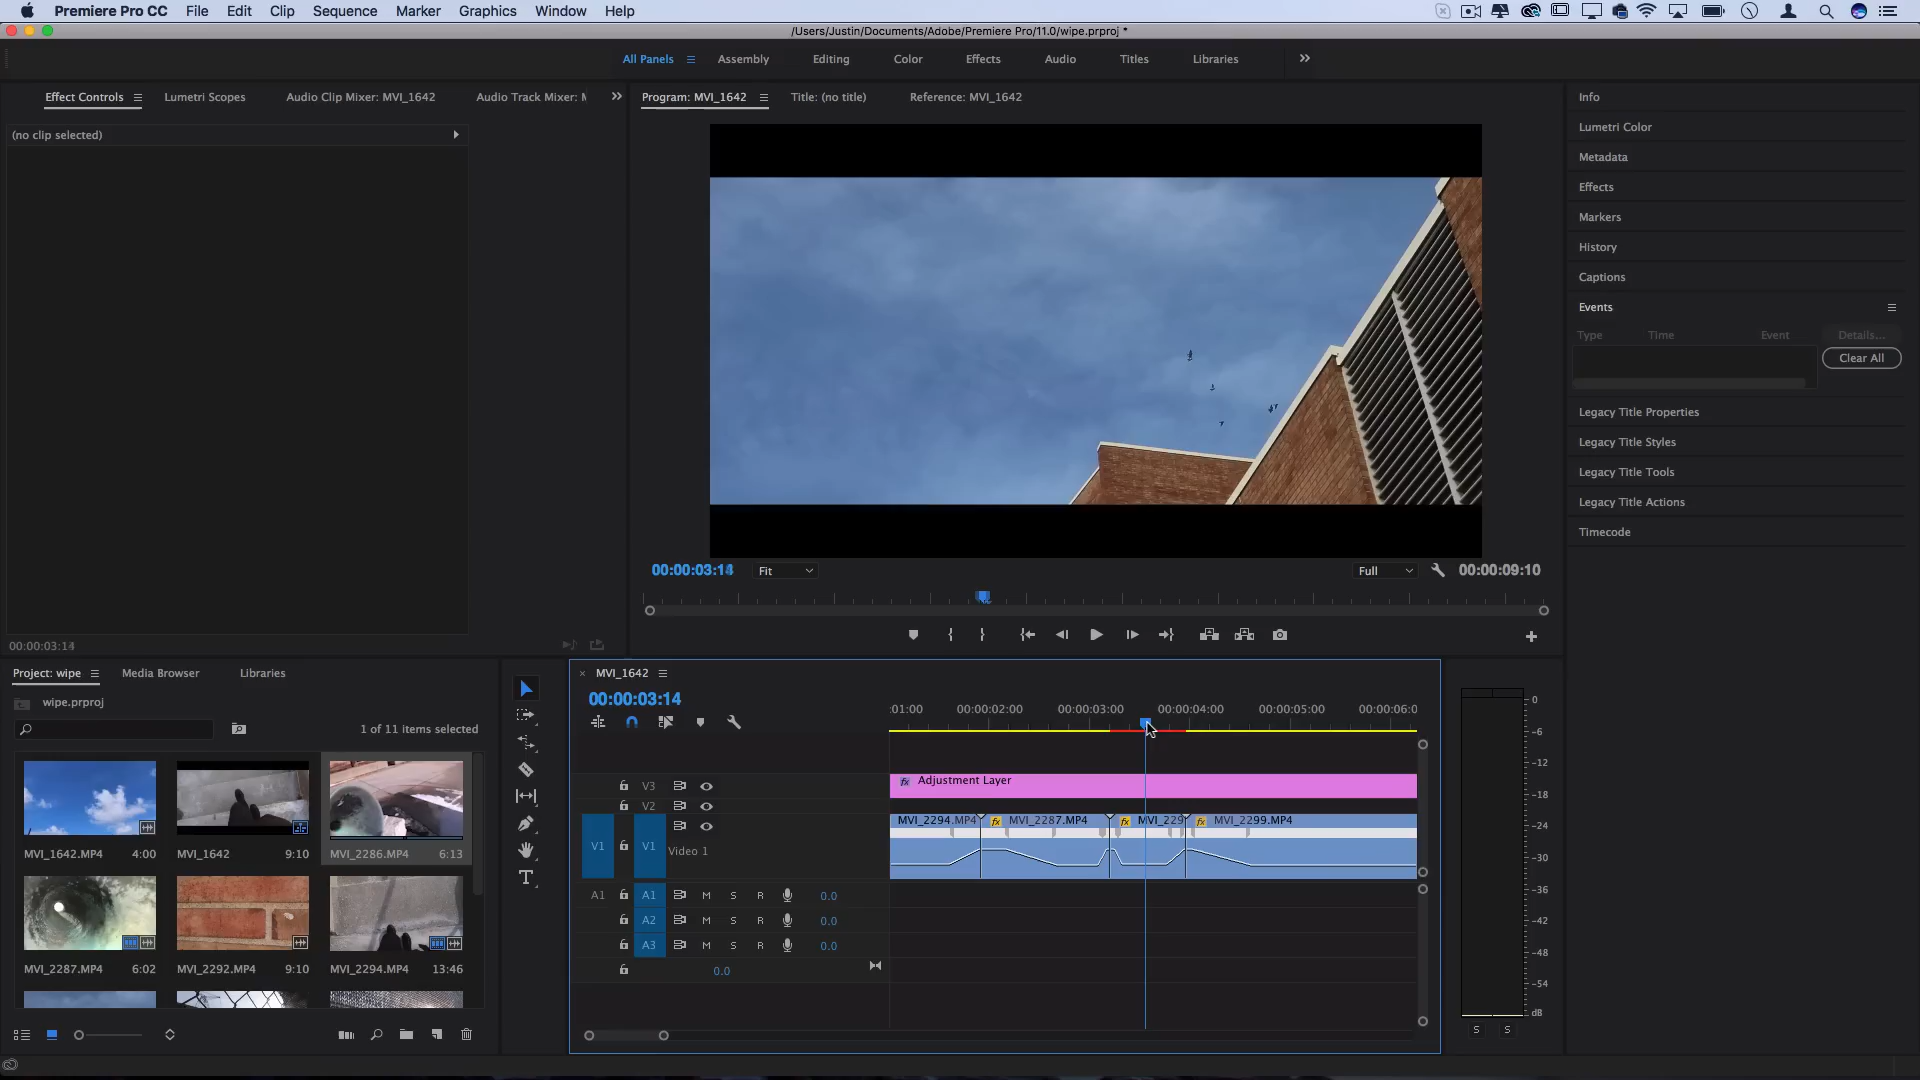 Premiere Pro CC File Edit Clip Sequence Marker Graphics Window Help
/Users/Justin/Documents/Adobe/Premiere Pro/11.0/wipe.prproj *
All Panels Assembly Editing Color Effects Audio Titles Libraries
Effect Controls Lumetri Scopes Audio Clip Mixer: MVI_1642 Audio Track Mixer:
(no clip selected)
00:00:03:14
Program: MVI_1642 Title: (no title) Reference: MVI_1642
00:00:03:14 Fit Full 00:00:09:10
Info
Lumetri Color
Metadata
Effects
Markers
History
Captions
Events
Type Time Event Details...
Clear All
Legacy Title Properties
Legacy Title Styles
Legacy Title Tools
Legacy Title Actions
Timecode
Project: wipe Media Browser Libraries
wipe.prproj
1 of 11 items selected
MVI_1642.MP4 4:00 MVI_1642 9:10 MVI_2286.MP4 6:13
MVI_2287.MP4 6:02 MVI_2292.MP4 9:10 MVI_2294.MP4 13:46
T
× MVI_1642
00:00:03:14
:01:00 00:00:02:00 00:00:03:00 00:00:04:00 00:00:05:00 00:00:06:0
V3 fx Adjustment Layer
V2
V1 V1 Video 1
MVI_2294.MP4 fx MVI_2287.MP4 fx MVI_229 fx MVI_2299.MP4
A1 A1 M S R 0.0
A2 M S R 0.0
A3 M S R 0.0
0.0
0
-6
-12
-18
-24
-30
-36
-42
-48
-54
dB
S S